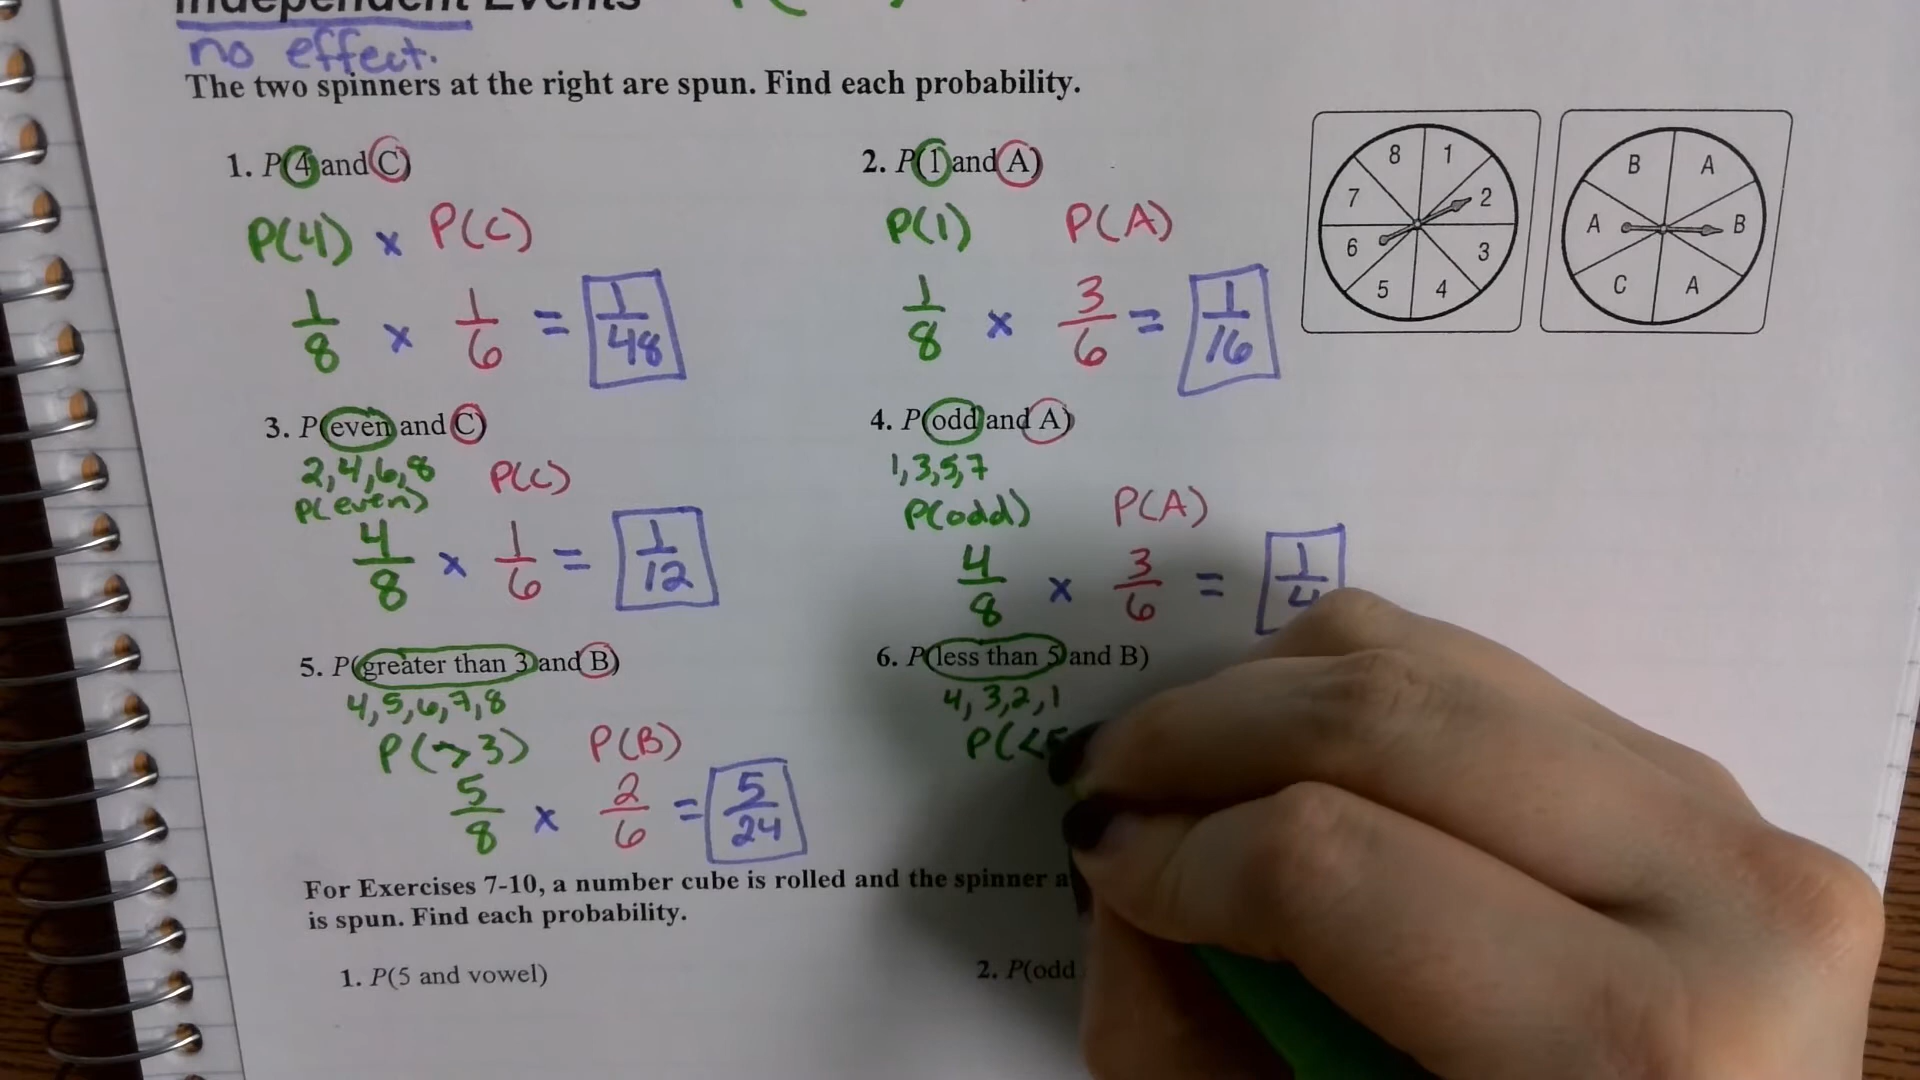 Independent Events
no effect.
The two spinners at the right are spun. Find each probability.
1. P(4 and C)
P(4) x P(C)
1/8 x 1/6 = 1/48
2. P(1 and A)
P(1) P(A)
1/8 x 3/6 = 1/16
8 1 2 3 4 5 6 7
B A B A C A
3. P(even and C)
2,4,6,8
P(even) P(C)
4/8 x 1/6 = 1/12
4. P(odd and A)
1,3,5,7
P(odd) P(A)
4/8 x 3/6 = 1/4
5. P(greater than 3 and B)
4,5,6,7,8
P(>3) P(B)
5/8 x 2/6 = 5/24
6. P(less than 5 and B)
4,3,2,1
P(<5
For Exercises 7-10, a number cube is rolled and the spinner
is spun. Find each probability.
1. P(5 and vowel)
2. P(odd